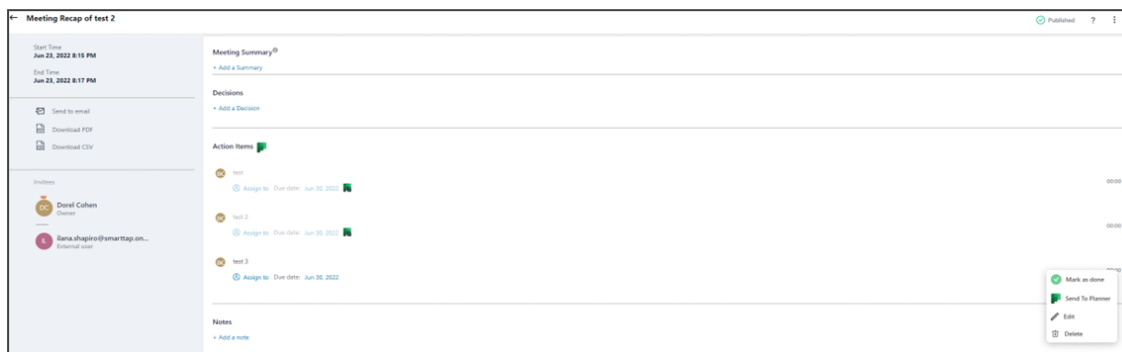 Meeting Recap of test 2
Published ?
Start Time
Jun 23, 2022 8:15 PM
End Time
Jun 23, 2022 8:17 PM
Send to email
Download PDF
Download CSV
Invitees
DC
Dorel Cohen
Owner
IL
ilana.shapiro@smarttap.on...
External user
Meeting Summary
+ Add a Summary
Decisions
+ Add a Decision
Action Items
DC test
Assign to Due date: Jun 30, 2022
00:00
DC test 2
Assign to Due date: Jun 30, 2022
00:00
DC test 3
Assign to Due date: Jun 30, 2022
Mark as done
Send To Planner
Edit
Delete
Notes
+ Add a note